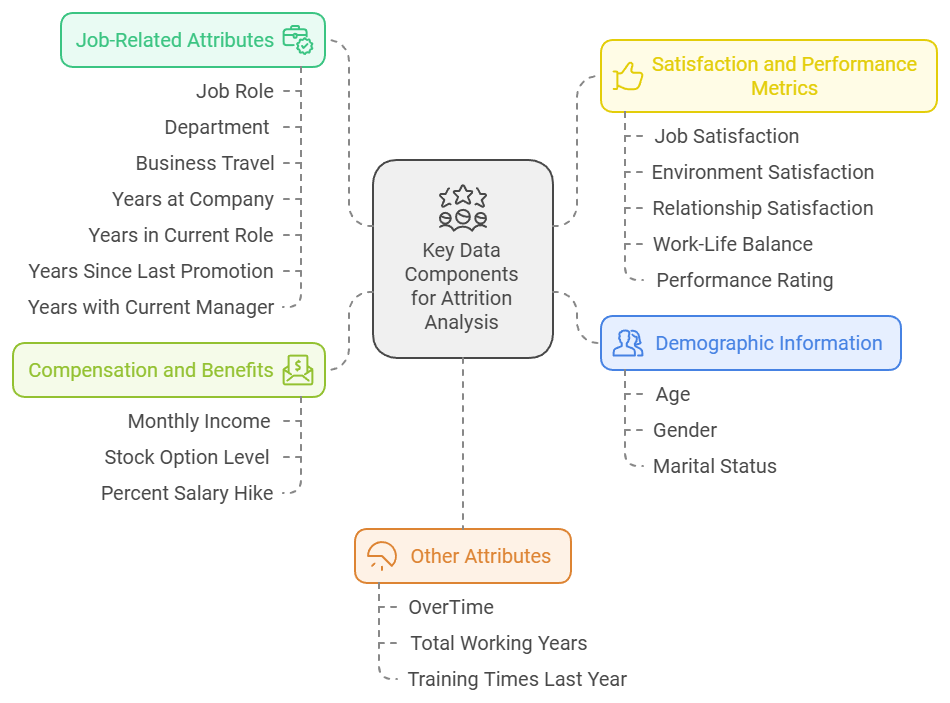 Job-Related Attributes
Job Role
Department
Business Travel
Years at Company
Years in Current Role
Years Since Last Promotion
Years with Current Manager
Compensation and Benefits
Monthly Income
Stock Option Level
Percent Salary Hike
Key Data
Components
for Attrition
Analysis
Satisfaction and Performance
Metrics
Job Satisfaction
Environment Satisfaction
Relationship Satisfaction
Work-Life Balance
Performance Rating
Demographic Information
Age
Gender
Marital Status
Other Attributes
OverTime
Total Working Years
Training Times Last Year